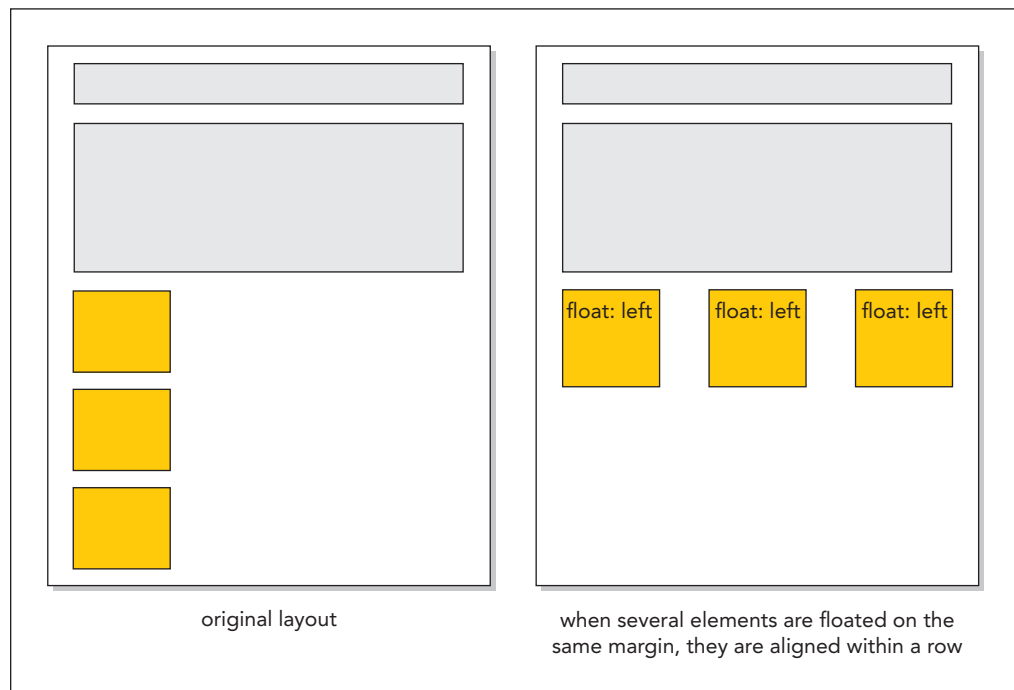 float: left
float: left
float: left
original layout
when several elements are floated on the
same margin, they are aligned within a row